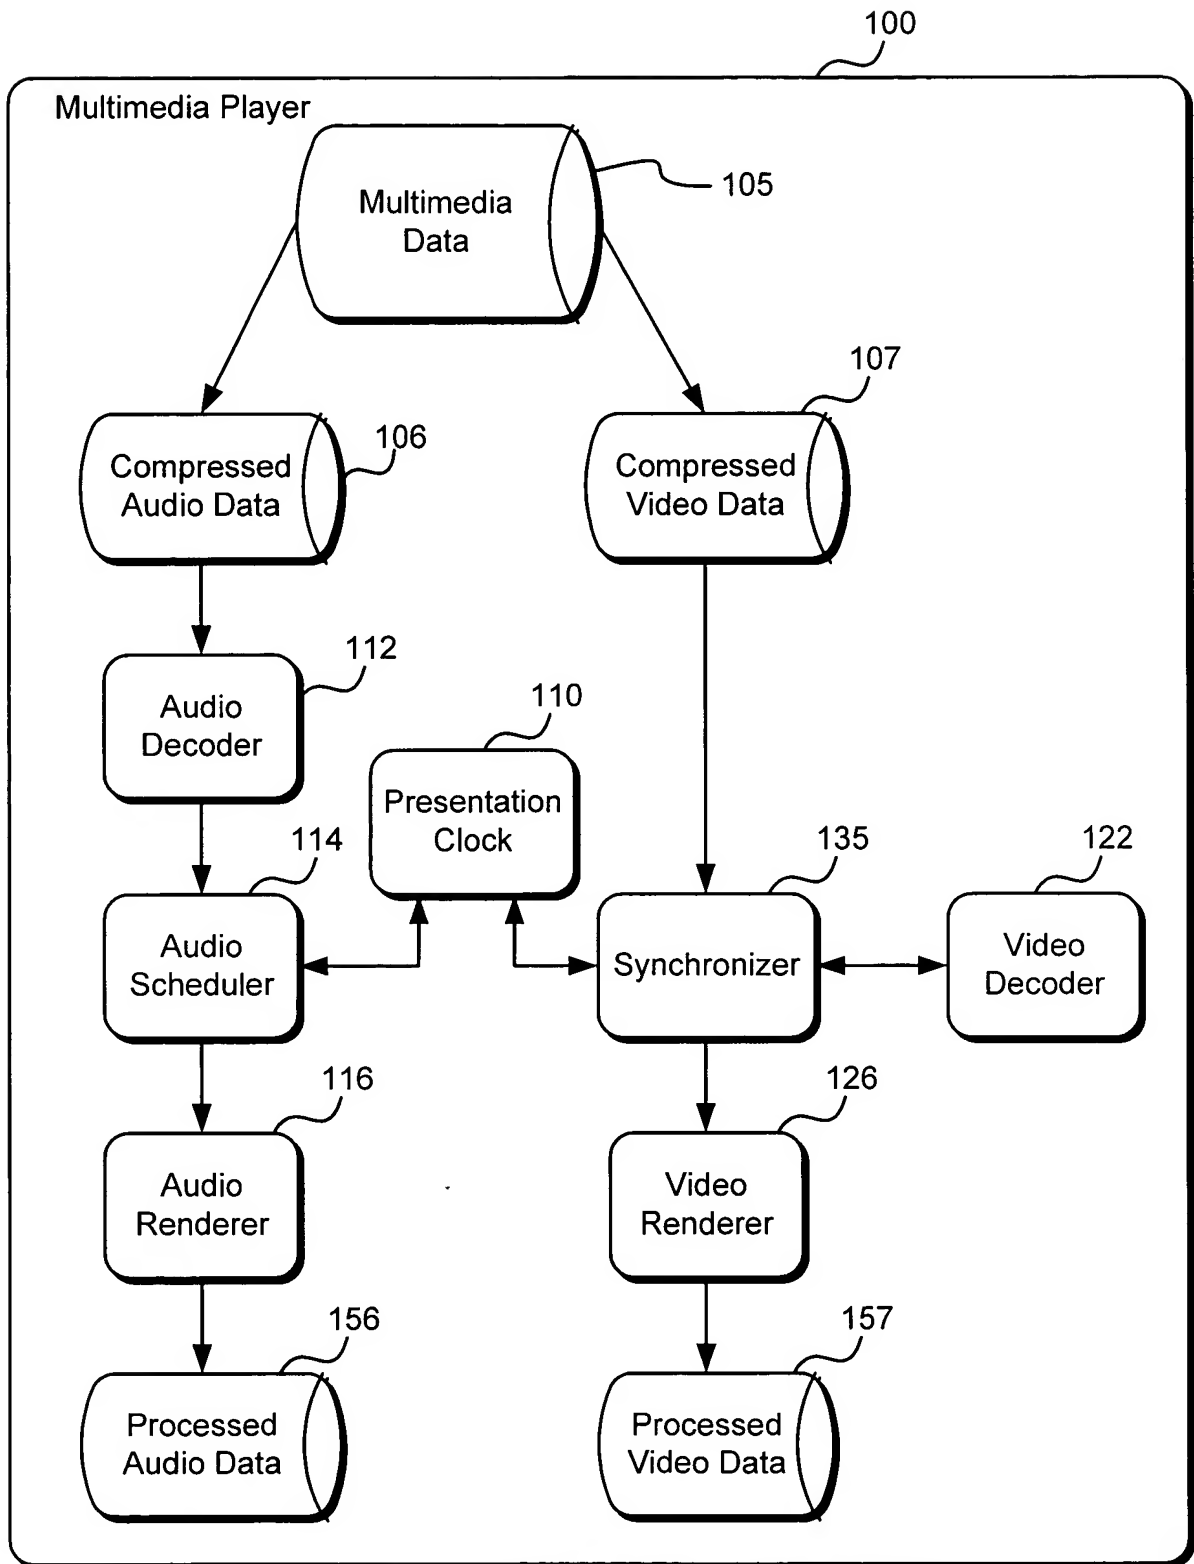 100
Multimedia Player
Multimedia
Data
105
107
Compressed
Audio Data
106
Compressed
Video Data
112
Audio
Decoder
110
Presentation
Clock
114
135
122
Audio
Scheduler
Synchronizer
Video
Decoder
116
126
Audio
Renderer
Video
Renderer
156
157
Processed
Audio Data
Processed
Video Data